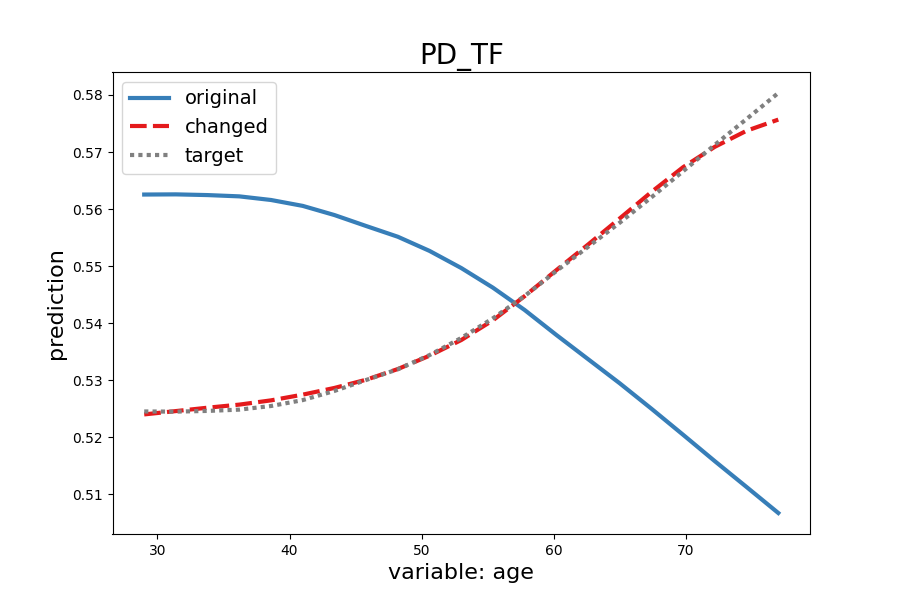 PD_TF
original
changed
target
0.58
0.57
0.56
0.55
0.54
0.53
0.52
0.51
prediction
30 40 50 60 70
variable: age